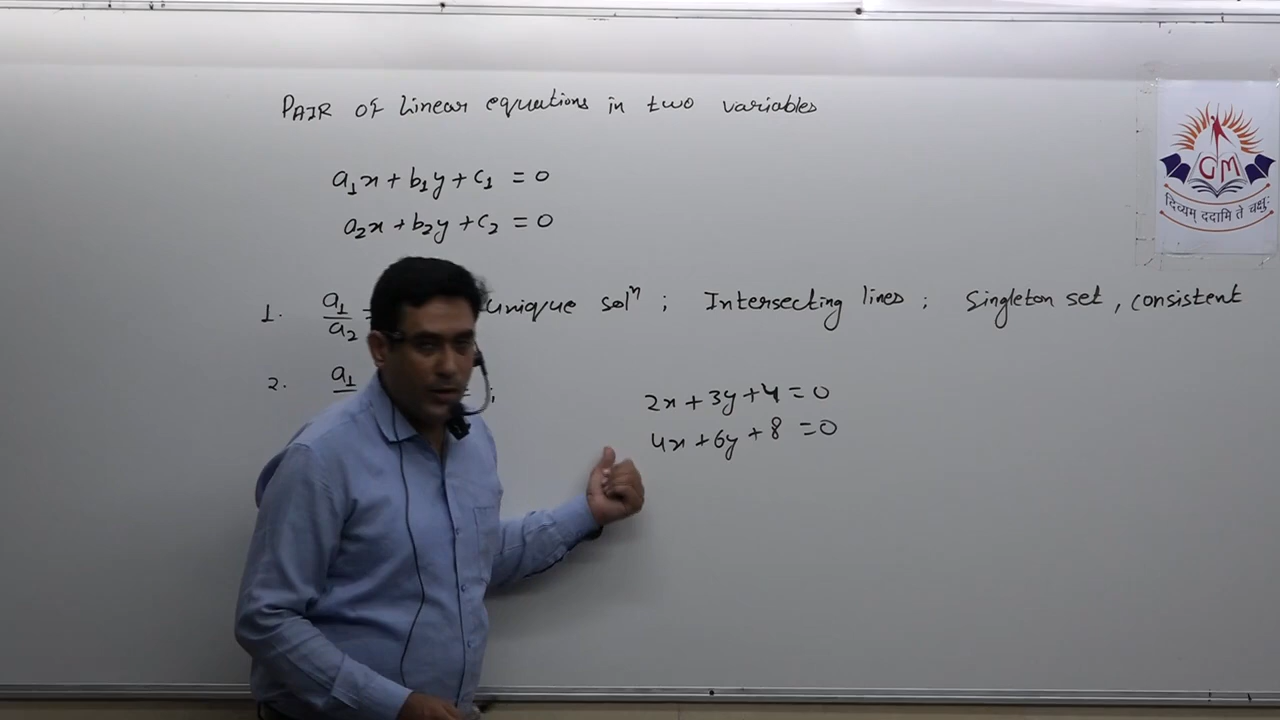 PAIR OF Linear equations in two variables
a₁x + b₁y + c₁ = 0
a₂x + b₂y + c₂ = 0
1. a₁/a₂ unique solⁿ ; Intersecting lines ; Singleton set, consistent
2. a₁ ;
2x + 3y + 4 = 0
4x + 6y + 8 = 0
GM
दिव्यम् ददामि ते चक्षुः